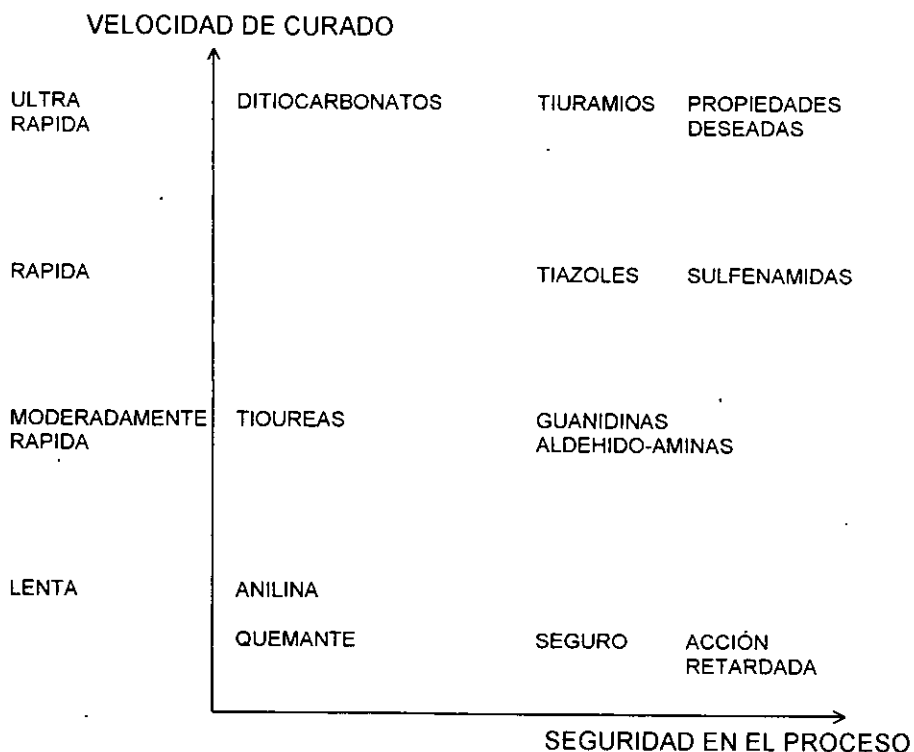 VELOCIDAD DE CURADO
ULTRA
RAPIDA
DITIOCARBONATOS
TIURAMIOS
PROPIEDADES
DESEADAS
RAPIDA
TIAZOLES
SULFENAMIDAS
MODERADAMENTE
RAPIDA
TIOUREAS
GUANIDINAS
ALDEHIDO-AMINAS
LENTA
ANILINA
QUEMANTE
SEGURO
ACCIÓN
RETARDADA
SEGURIDAD EN EL PROCESO